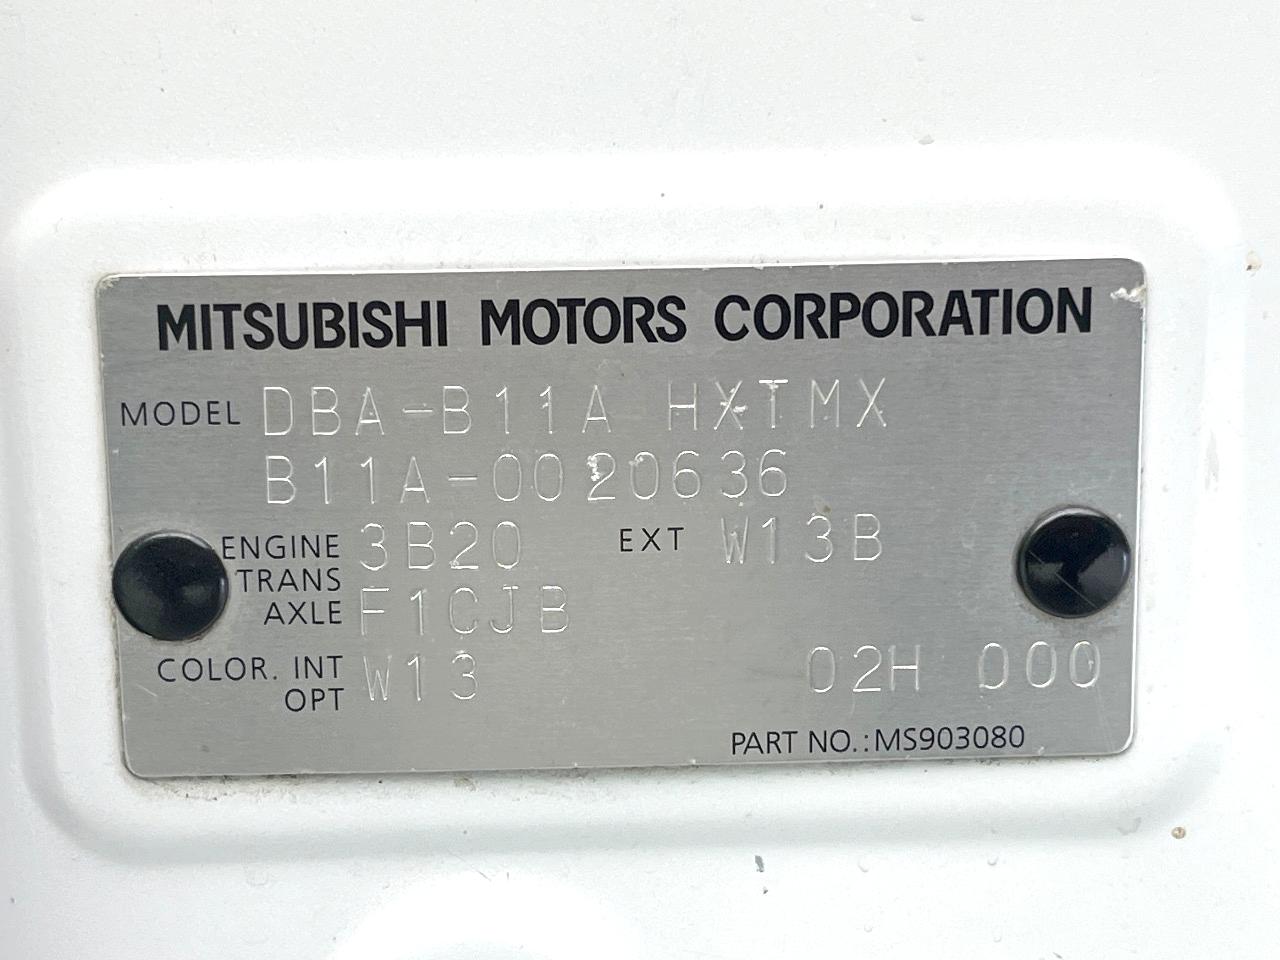 MITSUBISHI MOTORS CORPORATION
MODEL DBA-B11A HXTMX
B11A-0020636
ENGINE 3B20 EXT W13B
TRANS
AXLE F1CJB
COLOR. INT
OPT W13 02H 000
PART NO.:MS903080